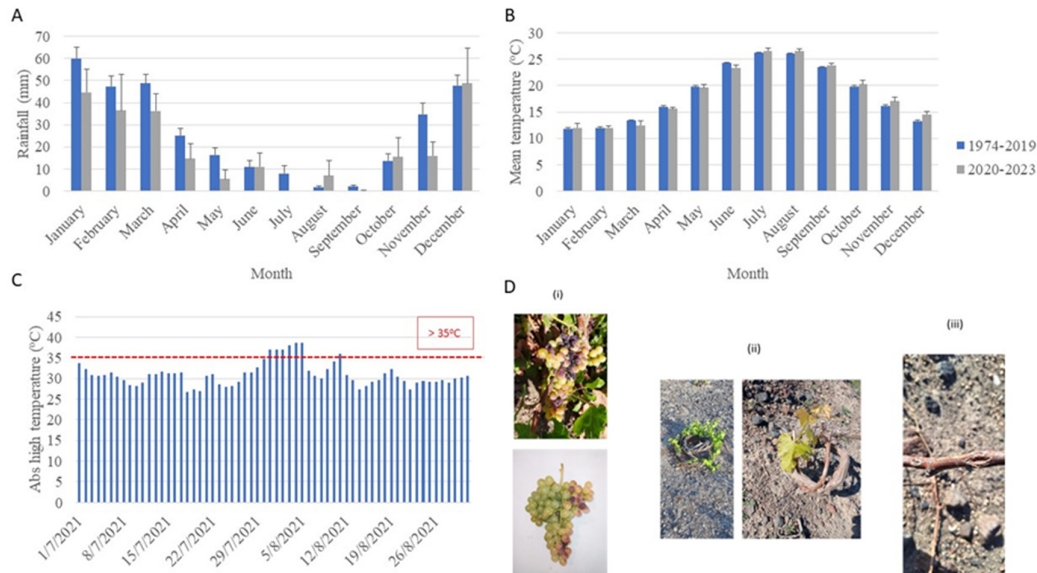 A
70
60
50
40
30
20
10
0
Rainfall (mm)
January
February
March
April
May
June
July
August
September
October
November
December
Month
B
30
25
20
15
10
5
0
Mean temperature (°C)
January
February
March
April
May
June
July
August
September
October
November
December
Month
1974-2019
2020-2023
C
45
40
35
30
25
20
15
10
5
0
Abs high temperature (°C)
> 35ºC
1/7/2021
8/7/2021
15/7/2021
22/7/2021
29/7/2021
5/8/2021
12/8/2021
19/8/2021
26/8/2021
D
(i)
(ii)
(iii)